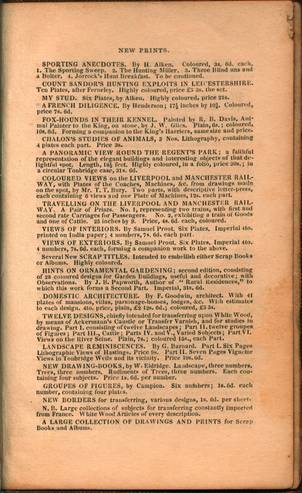 NEW PRINTS.
SPORTING ANECDOTES. By H. Alken. Coloured, 3s. 6d. each,
1. The Sporting Sweep. 2. The Hunting Miller. 3. Three Blind uns and
a Bolter. 4. Jorrock's Hunt Breakfast. To be continued.
COUNT SANDOR'S HUNTING EXPLOITS IN LEICESTERSHIRE.
Ten Plates, after Ferneley. Highly coloured, price £3 3s. the set.
MY STUD. Six Plates, by Alken. Highly coloured, price 21s.
A FRENCH DILIGENCE. By Henderson; 17½ inches by 10½. Coloured,
price 7s. 6d.
FOX-HOUNDS IN THEIR KENNEL. Painted by R. B. Davis, Ani-
mal Painter to the King, on stone, by J. W. Giles. Plain, 6s.; coloured,
10s. 6d. Forming a companion to the King's Harriers, same size and price.
CHALON'S STUDIES OF ANIMALS, 3 Nos. Lithography, containing
4 plates each part. Price 3s.
A PANORAMIC VIEW ROUND THE REGENT'S PARK; a faithful
representation of the elegant buildings and interesting objects of that de-
lightful spot. Length, 19½ feet. Highly coloured, in a folio, price 20s.; in
a circular Tonbridge case, 31s. 6d.
COLOURED VIEWS on the LIVERPOOL and MANCHESTER RAIL-
WAY, with Plates of the Coaches, Machines, &c. from drawings made
on the spot, by Mr. T. T. Bury. Two parts, with descriptive letter-press,
each containing 6 views and one Plate of Machines, 12s. each part.
TRAVELLING ON THE LIVERPOOL AND MANCHESTER RAIL-
WAY. A Pair of Prints. No. 1, representing two trains, with first and
second rate Carriages for Passengers. No. 2, exhibiting a train of Goods
and one of Cattle. 25 inches by 9. Price, 4s. 6d. each, coloured.
VIEWS OF INTERIORS. By Samuel Prout. Six Plates, Imperial 4to,
printed on India paper; 4 numbers, 7s. 6d. each part.
VIEWS OF EXTERIORS. By Samuel Prout. Six Plates. Imperial 4to,
4 numbers, 7s. 6d. each, forming a companion work to the above.
Several New SCRAP TITLES. Intended to embellish either Scrap Books
or Albums. Highly coloured.
HINTS ON ORNAMENTAL GARDENING; second edition, consisting
of 28 coloured designs for Garden Buildings, useful and decorative; with
Observations. By J. B. Papworth, Author of "Rural Residences," to
which this work forms a Second Part. Imperial, 31s. 6d.
DOMESTIC ARCHITECTURE. By F. Goodwin, architect. With 41
plates of mansions, villas, parsonage-houses, lodges, &c. With estimates
to each design. 4to, price, plain, £2 12s. 6d.; coloured, £3 3s.
TWELVE DESIGNS, chiefly intended for transferring upon White Wood,
by means of Ackermann's Caustic or Transfer Varnish, and for studies in
drawing. Part I. consisting of twelve Landscapes; Part II. twelve groupes
of Figures; Part III., Cattle; Parts IV. and V., Varied Subjects; Part VI.
Views on the River Seine. Plain, 7s.; coloured 15s., each Part.
LANDSCAPE REMINISCENCES. By G. Barnard. Part I. Six Pages
Lithographic Views of Hastings. Price 9s. Part II. Seven Pages Vignette
Views in Tonbridge Wells and its vicinity. Price 10s. 6d.
NEW DRAWING-BOOKS, by W. Eldridge. Landscape, three numbers.
Trees, three numbers. Rudiments of Trees, three numbers. Each con-
taining four subjects. Price 1s. 6d. per number.
GROUPES OF FIGURES, by Campion. Six numbers; 1s. 6d. each
number, containing four plates.
NEW BORDERS for transferring, various designs, 1s. 6d. per sheet.
N.B. Large collections of subjects for transferring constantly imported
from France. White Wood Articles of every description.
A LARGE COLLECTION OF DRAWINGS AND PRINTS for Scrap
Books and Albums.